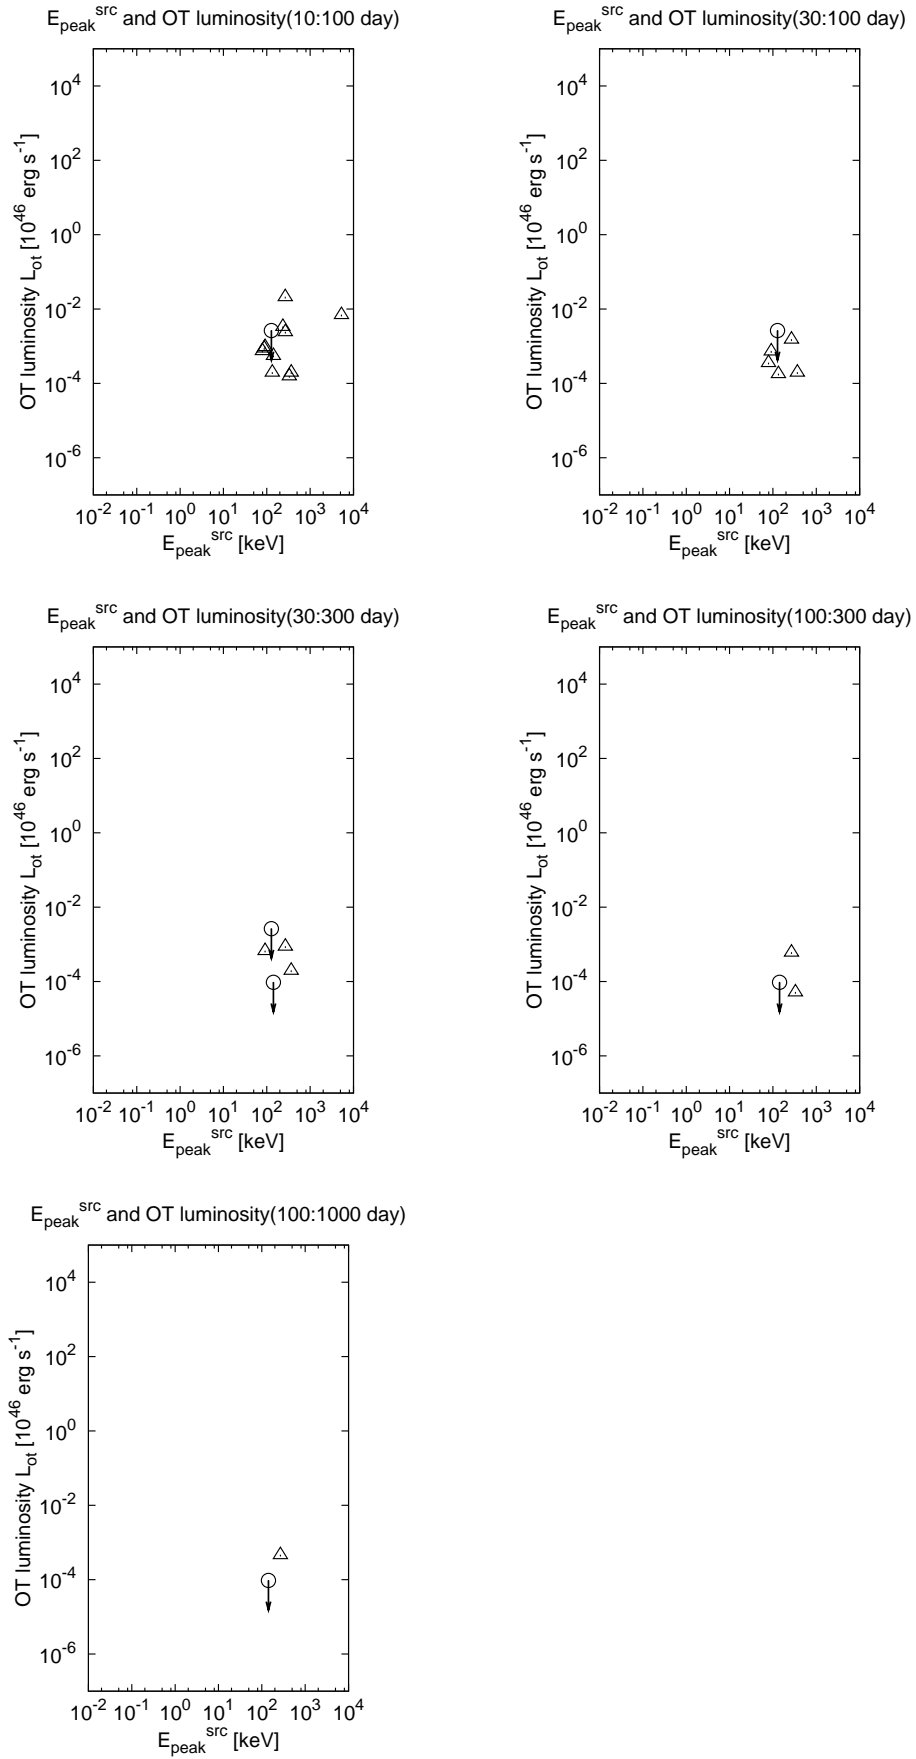 E_peak^src and OT luminosity(10:100 day)
OT luminosity L_ot [10^46 erg s^-1]
10^4
10^2
10^0
10^-2
10^-4
10^-6
10^-2 10^-1 10^0 10^1 10^2 10^3 10^4
E_peak^src [keV]
E_peak^src and OT luminosity(30:100 day)
OT luminosity L_ot [10^46 erg s^-1]
10^4
10^2
10^0
10^-2
10^-4
10^-6
10^-2 10^-1 10^0 10^1 10^2 10^3 10^4
E_peak^src [keV]
E_peak^src and OT luminosity(30:300 day)
OT luminosity L_ot [10^46 erg s^-1]
10^4
10^2
10^0
10^-2
10^-4
10^-6
10^-2 10^-1 10^0 10^1 10^2 10^3 10^4
E_peak^src [keV]
E_peak^src and OT luminosity(100:300 day)
OT luminosity L_ot [10^46 erg s^-1]
10^4
10^2
10^0
10^-2
10^-4
10^-6
10^-2 10^-1 10^0 10^1 10^2 10^3 10^4
E_peak^src [keV]
E_peak^src and OT luminosity(100:1000 day)
OT luminosity L_ot [10^46 erg s^-1]
10^4
10^2
10^0
10^-2
10^-4
10^-6
10^-2 10^-1 10^0 10^1 10^2 10^3 10^4
E_peak^src [keV]